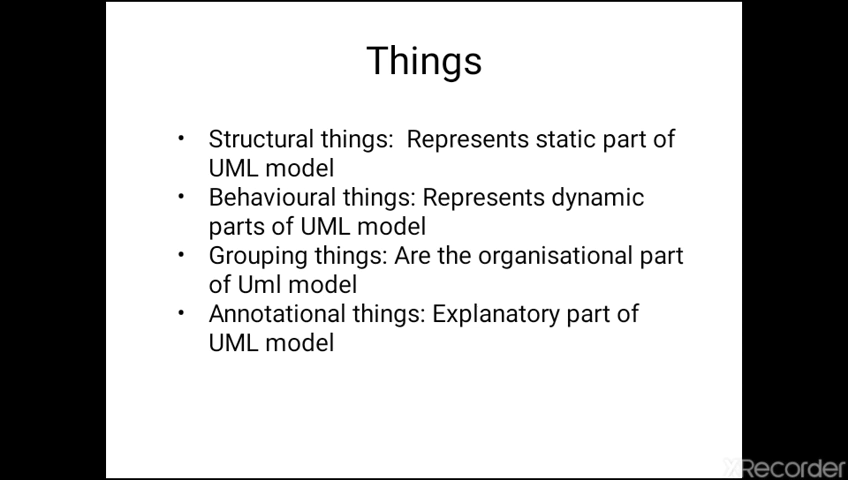 Things
• Structural things:  Represents static part of
UML model
• Behavioural things: Represents dynamic
parts of UML model
• Grouping things: Are the organisational part
of Uml model
• Annotational things: Explanatory part of
UML model
XRecorder